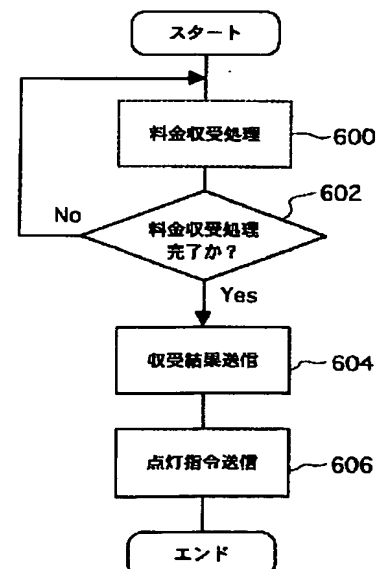 スタート
料金収受処理
600
602
No
料金収受処理
完了か？
Yes
収受結果送信
604
点灯指令送信
606
エンド